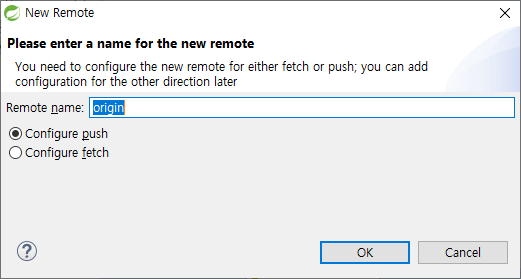 New Remote
Please enter a name for the new remote
You need to configure the new remote for either fetch or push; you can add
configuration for the other direction later
Remote name: origin
Configure push
Configure fetch
?
OK Cancel